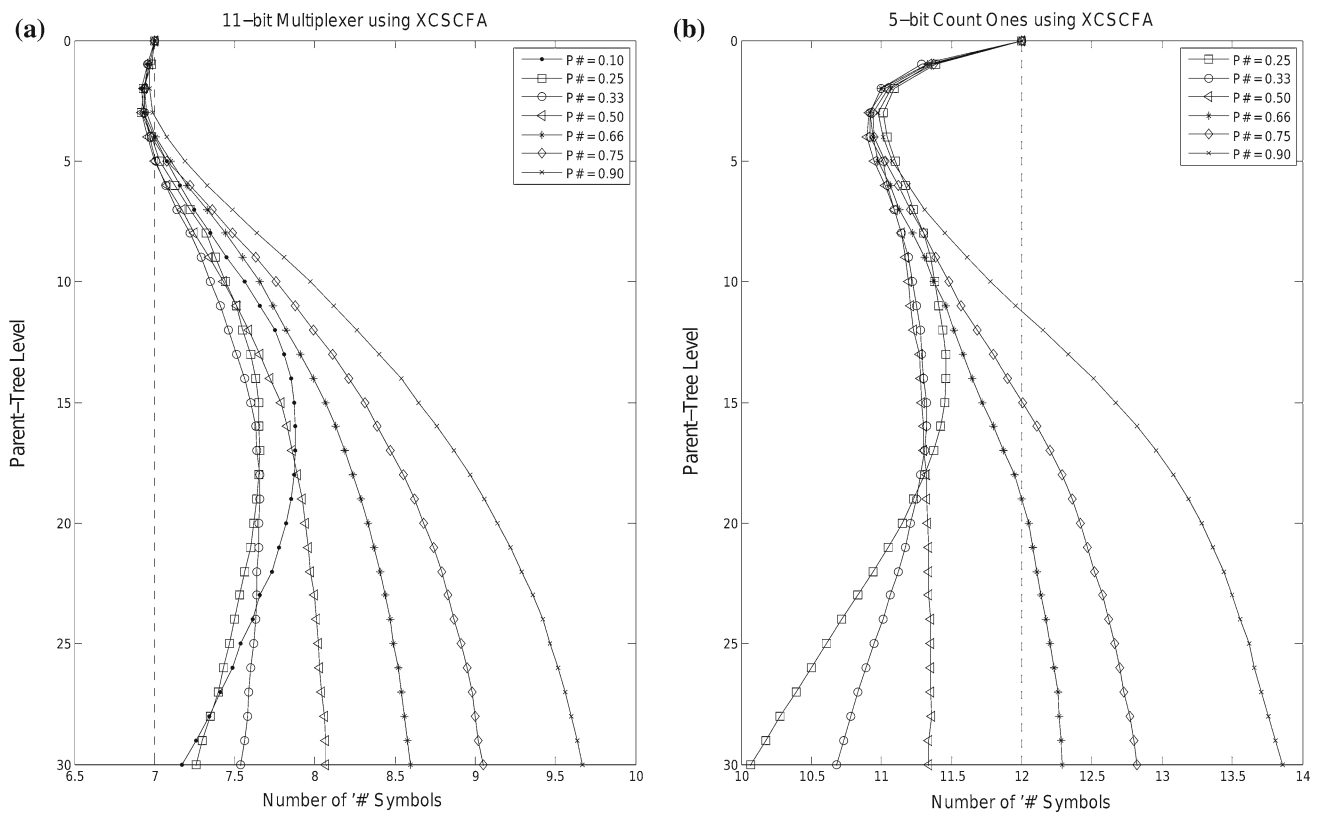 (a)
11−bit Multiplexer using XCSCFA
0
5
10
15
20
25
30
Parent−Tree Level
P#=0.10
P#=0.25
P#=0.33
P#=0.50
P#=0.66
P#=0.75
P#=0.90
6.5 7 7.5 8 8.5 9 9.5 10
Number of '#' Symbols
(b)
5−bit Count Ones using XCSCFA
0
5
10
15
20
25
30
Parent−Tree Level
P#=0.25
P#=0.33
P#=0.50
P#=0.66
P#=0.75
P#=0.90
10 10.5 11 11.5 12 12.5 13 13.5 14
Number of '#' Symbols